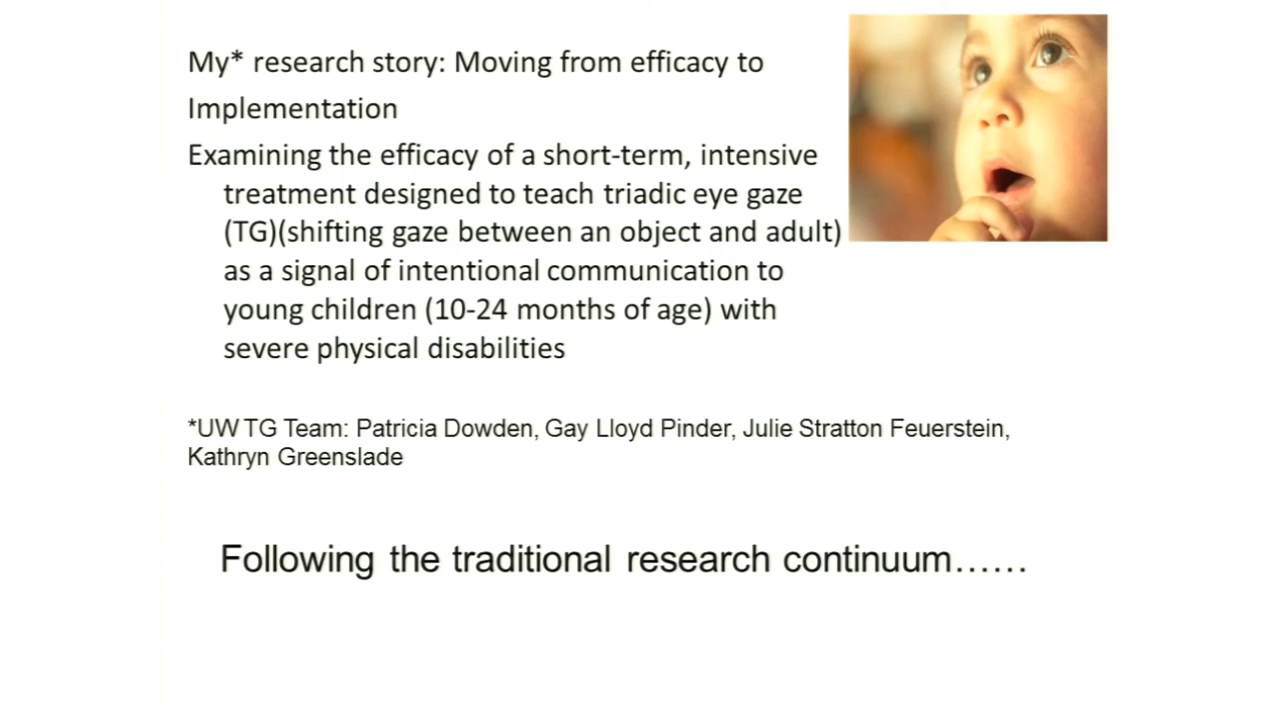 My* research story: Moving from efficacy to
Implementation
Examining the efficacy of a short-term, intensive
treatment designed to teach triadic eye gaze
(TG)(shifting gaze between an object and adult)
as a signal of intentional communication to
young children (10-24 months of age) with
severe physical disabilities
*UW TG Team: Patricia Dowden, Gay Lloyd Pinder, Julie Stratton Feuerstein,
Kathryn Greenslade
Following the traditional research continuum……